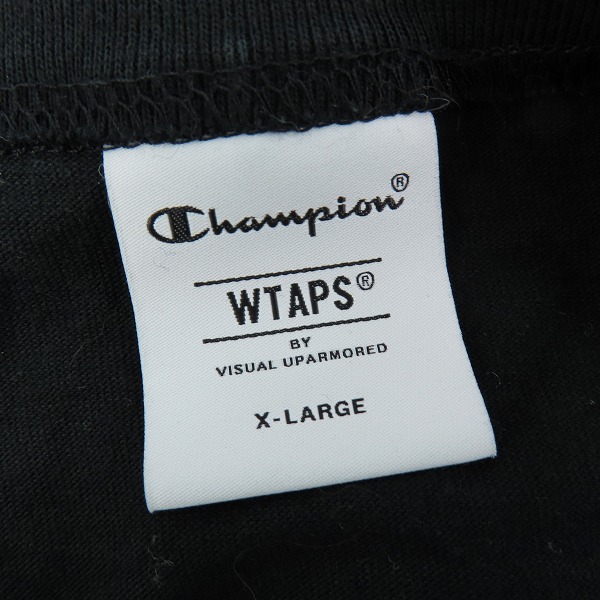 Champion®
WTAPS®
BY
VISUAL UPARMORED
X-LARGE